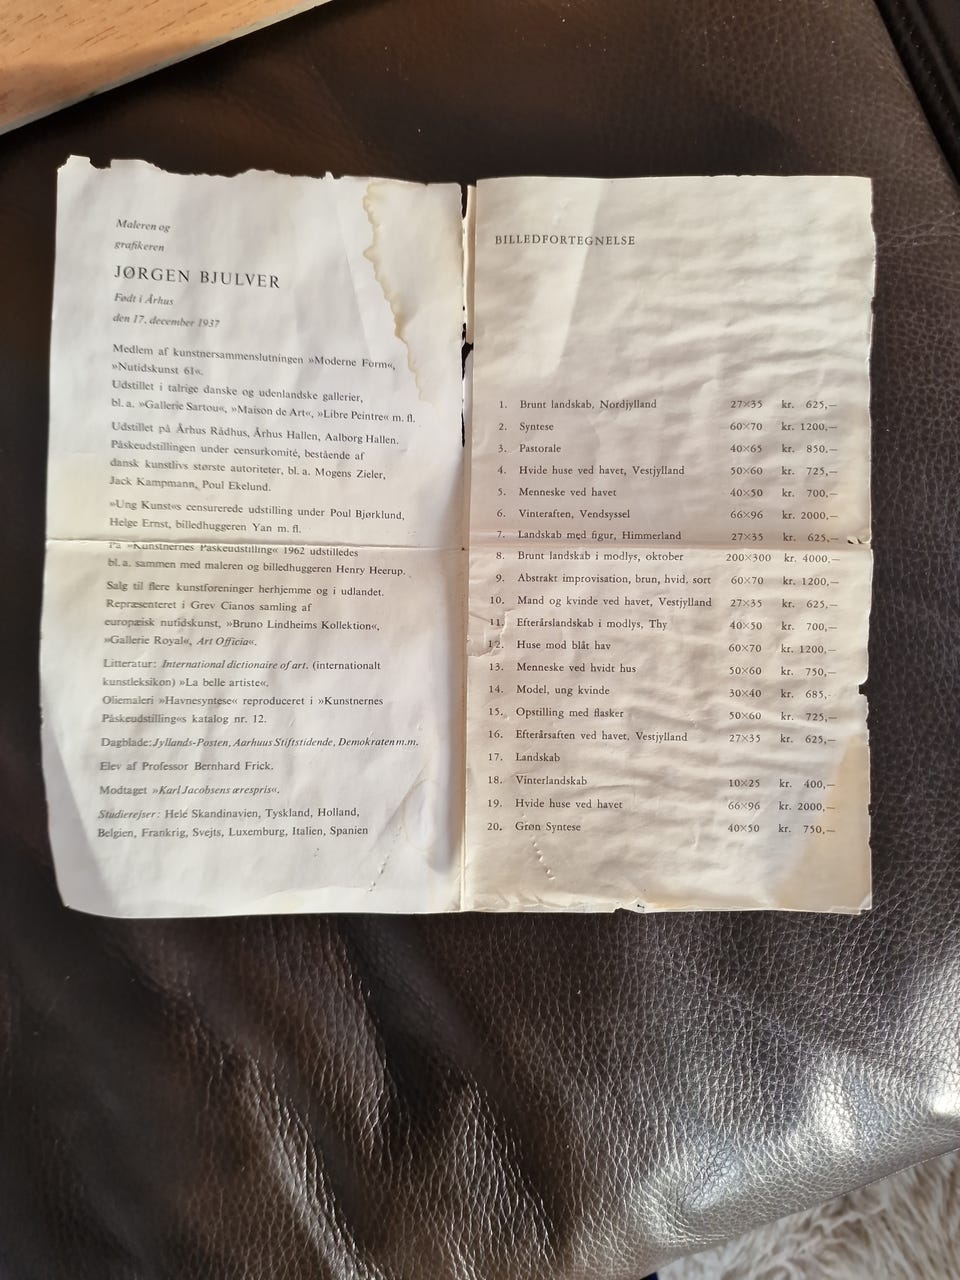 Maleren og
grafikeren
JØRGEN BJULVER
Født i Århus
den 17. december 1937
Medlem af kunstnersammenslutningen »Moderne Form«,
»Nutidskunst 61«.
Udstillet i talrige danske og udenlandske gallerier,
bl. a. »Gallerie Sartou«, »Maison de Art«, »Libre Peintre« m. fl.
Udstillet på Århus Rådhus, Århus Hallen, Aalborg Hallen.
Påskeudstillingen under censurkomité, bestående af
dansk kunstlivs største autoriteter, bl. a. Mogens Zieler,
Jack Kampmann, Poul Ekelund.
»Ung Kunst«s censurerede udstilling under Poul Bjørklund,
Helge Ernst, billedhuggeren Yan m. fl.
På »Kunstnernes Påskeudstilling« 1962 udstilledes
bl. a. sammen med maleren og billedhuggeren Henry Heerup.
Salg til flere kunstforeninger herhjemme og i udlandet.
Repræsenteret i Grev Cianos samling af
europæisk nutidskunst, »Bruno Lindheims Kollektion«,
»Gallerie Royal«, Art Officia«.
Litteratur: International dictionaire of art. (internationalt
kunstleksikon) »La belle artiste«.
Oliemaleri »Havnesyntese« reproduceret i »Kunstnernes
Påskeudstilling«s katalog nr. 12.
Dagblade: Jyllands-Posten, Aarhuus Stiftstidende, Demokraten m.m.
Elev af Professor Bernhard Frick.
Modtaget »Karl Jacobsens ærespris«.
Studierejser: Hele Skandinavien, Tyskland, Holland,
Belgien, Frankrig, Svejts, Luxemburg, Italien, Spanien
BILLEDFORTEGNELSE
1. Brunt landskab, Nordjylland 27×35 kr. 625,—
2. Syntese 60×70 kr. 1200,—
3. Pastorale 40×65 kr. 850,—
4. Hvide huse ved havet, Vestjylland 50×60 kr. 725,—
5. Menneske ved havet 40×50 kr. 700,—
6. Vinteraften, Vendsyssel 66×96 kr. 2000,—
7. Landskab med figur, Himmerland 27×35 kr. 625,—
8. Brunt landskab i modlys, oktober 200×300 kr. 4000,—
9. Abstrakt improvisation, brun, hvid, sort 60×70 kr. 1200,—
10. Mand og kvinde ved havet, Vestjylland 27×35 kr. 625,—
11. Efterårslandskab i modlys, Thy 40×50 kr. 700,—
12. Huse mod blåt hav 60×70 kr. 1200,—
13. Menneske ved hvidt hus 50×60 kr. 750,—
14. Model, ung kvinde 30×40 kr. 685,-
15. Opstilling med flasker 50×60 kr. 725,—
16. Efterårsaften ved havet, Vestjylland 27×35 kr. 625,—
17. Landskab
18. Vinterlandskab 10×25 kr. 400,—
19. Hvide huse ved havet 66×96 kr. 2000,—
20. Grøn Syntese 40×50 kr. 750,—